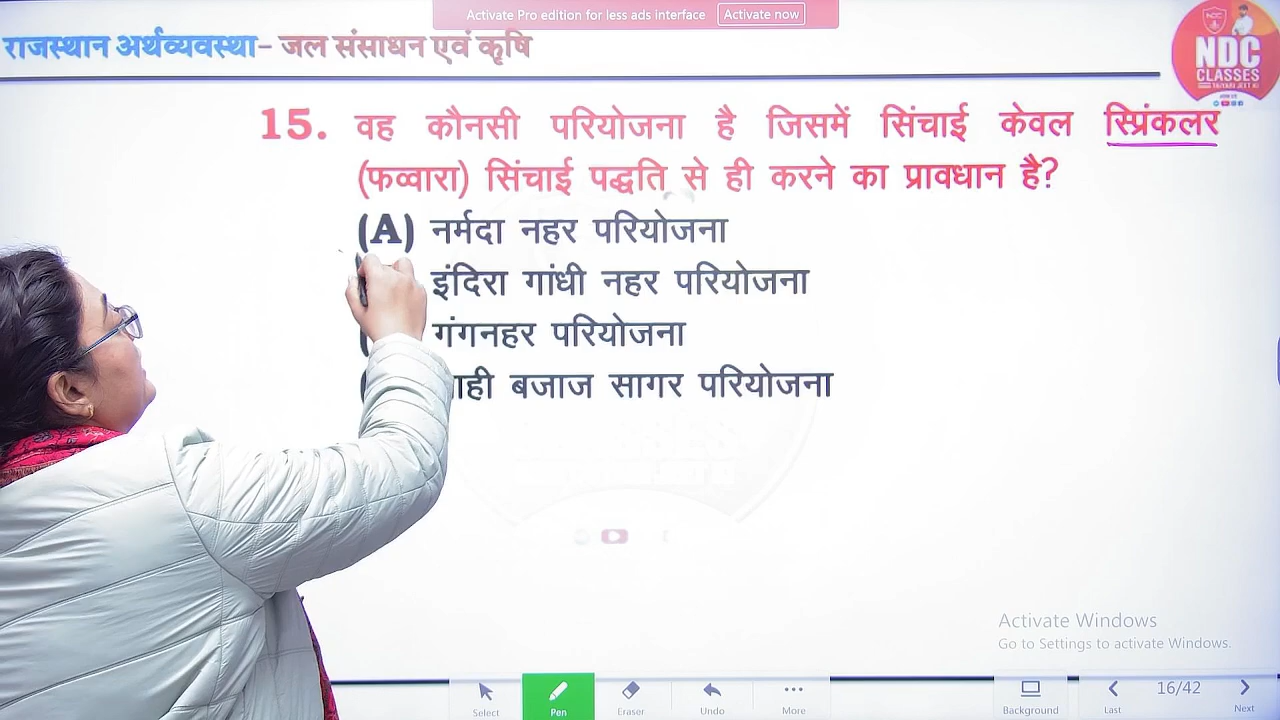 Activate Pro edition for less ads interface Activate now
राजस्थान अर्थव्यवस्था– जल संसाधन एवं कृषि
NDC
CLASSES
15. वह कौनसी परियोजना है जिसमें सिंचाई केवल स्प्रिंकलर
(फव्वारा) सिंचाई पद्धति से ही करने का प्रावधान है?
(A) नर्मदा नहर परियोजना
इंदिरा गांधी नहर परियोजना
गंगनहर परियोजना
बजाज सागर परियोजना
Activate Windows
Go to Settings to activate Windows.
Select Pen Eraser Undo More Background Last 16/42 Next